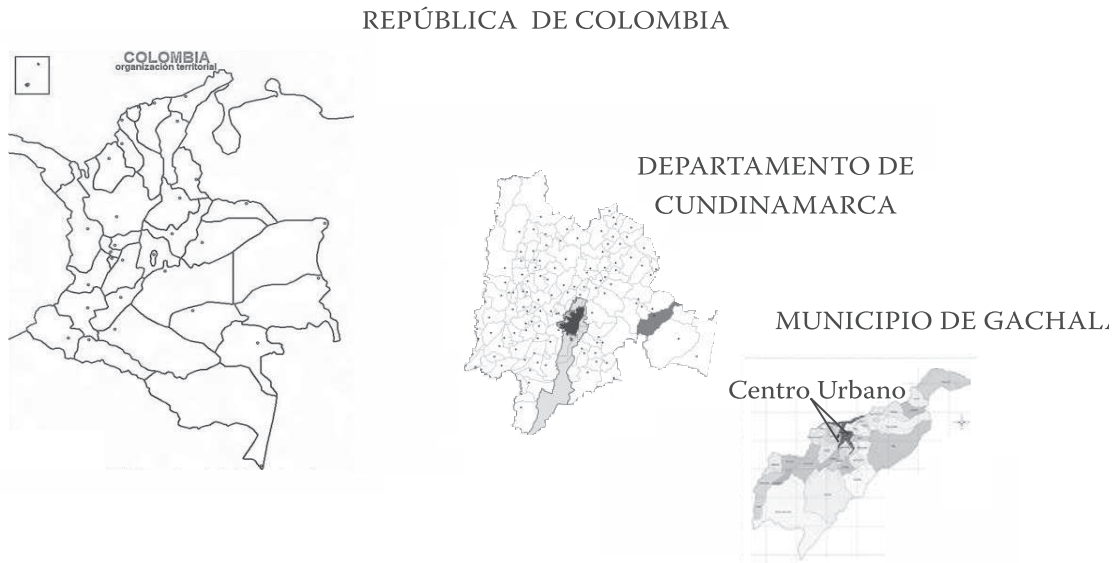 REPÚBLICA DE COLOMBIA
COLOMBIA
organización territorial
DEPARTAMENTO DE
CUNDINAMARCA
MUNICIPIO DE GACHALA
Centro Urbano